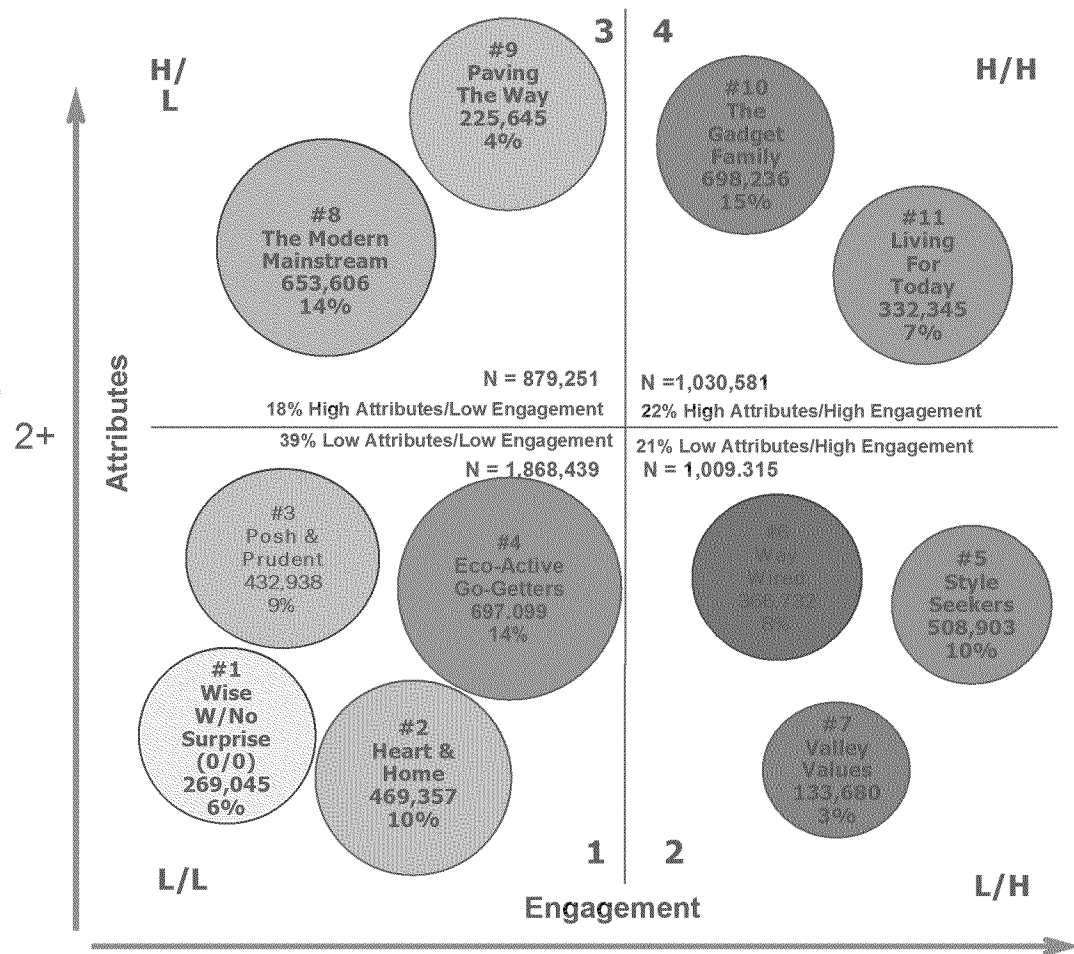 3
4
H/
L
H/H
#9
Paving
The Way
225,645
4%
#10
The
Gadget
Family
698,236
15%
#8
The Modern
Mainstream
653,606
14%
#11
Living
For
Today
332,345
7%
N = 879,251
N =1,030,581
18% High Attributes/Low Engagement
22% High Attributes/High Engagement
2+
Attributes
39% Low Attributes/Low Engagement
21% Low Attributes/High Engagement
N = 1,868,439
N = 1,009.315
#3
Posh &
Prudent
432,938
9%
#4
Eco-Active
Go-Getters
697.099
14%
#6
Way
Wired
#5
Style
Seekers
508,903
10%
#1
Wise
W/No
Surprise
(0/0)
269,045
6%
#2
Heart &
Home
469,357
10%
#7
Valley
Values
133,680
3%
1
2
L/L
L/H
Engagement